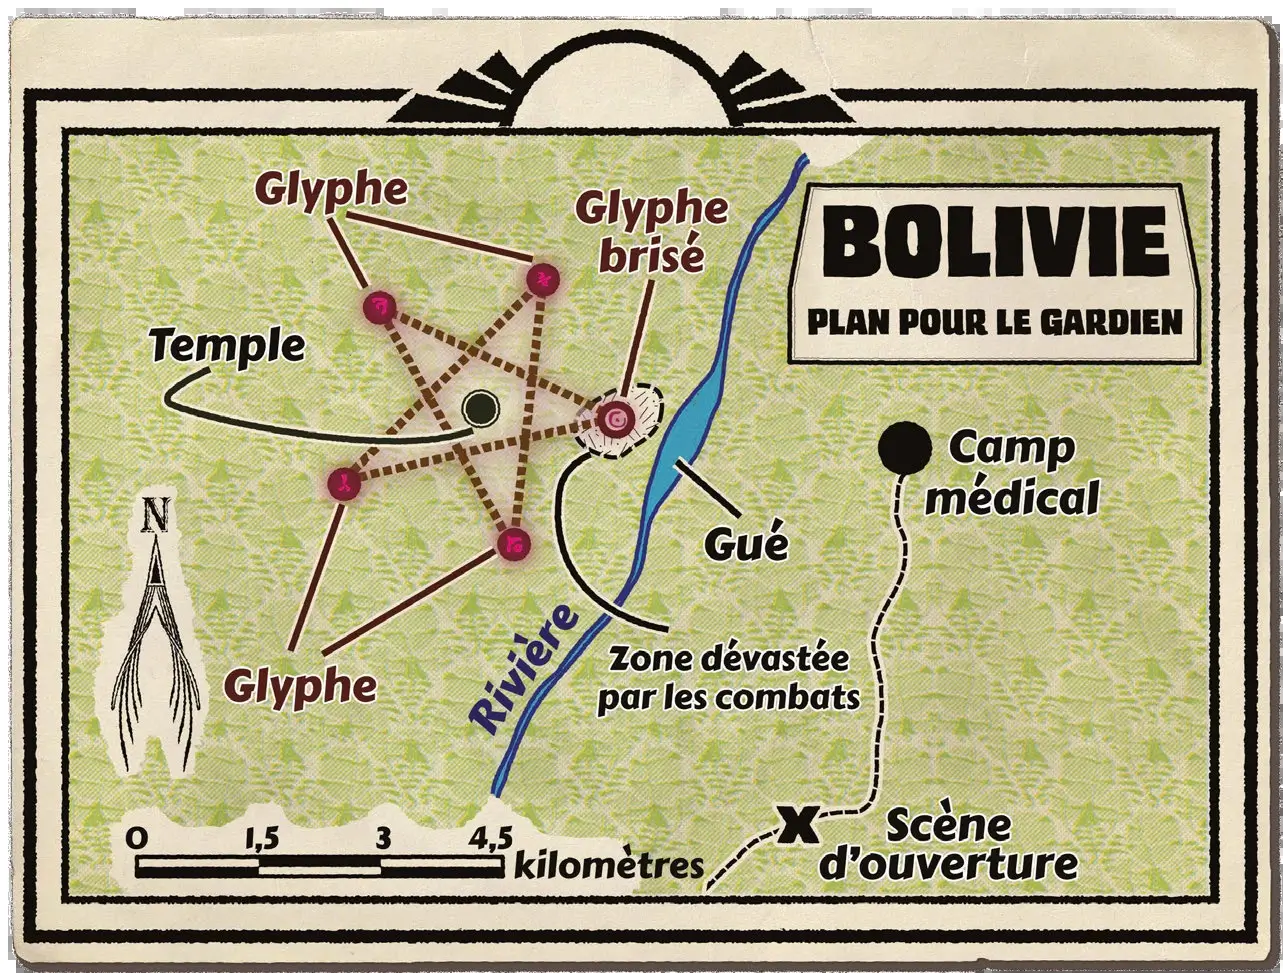 BOLIVIE
PLAN POUR LE GARDIEN
Glyphe
Glyphe
brisé
Temple
Camp
médical
Gué
N
Rivière
Zone dévastée
par les combats
Glyphe
Scène
d'ouverture
0 1,5 3 4,5
kilomètres
X